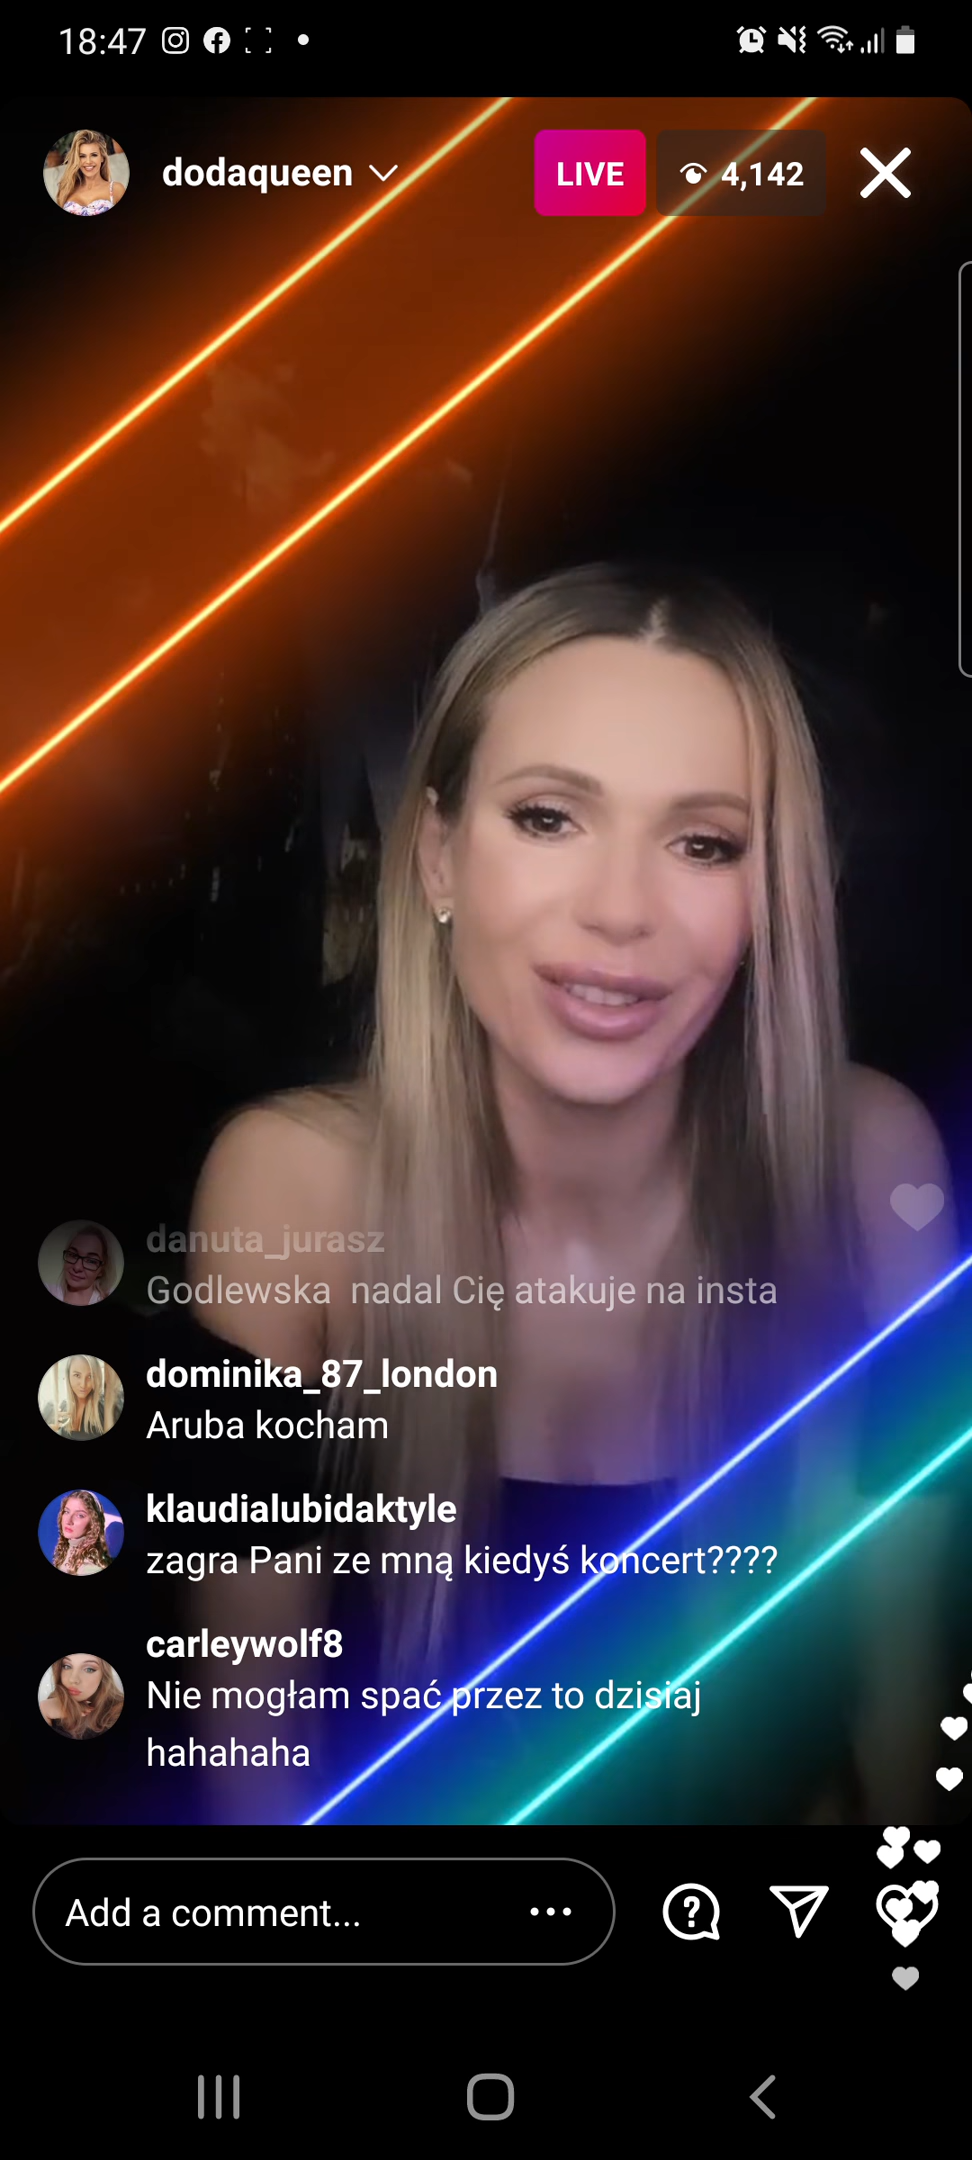 18:47
dodaqueen
LIVE
4,142
danuta_jurasz
Godlewska nadal Cię atakuje na insta
dominika_87_london
Aruba kocham
klaudialubidaktyle
zagra Pani ze mną kiedyś koncert????
carleywolf8
Nie mogłam spać przez to dzisiaj
hahahaha
Add a comment...